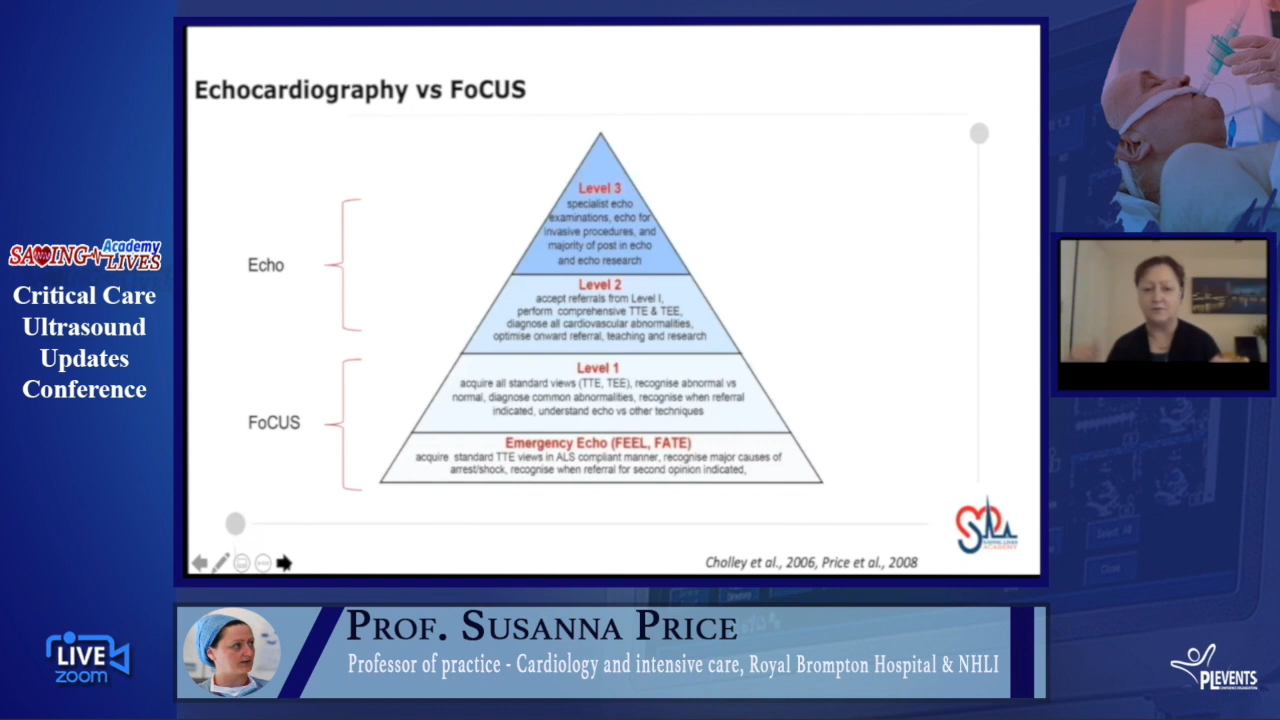 Echocardiography vs FoCUS
Level 3
specialist echo
examinations, echo for
invasive procedures, and
majority of post in echo
and echo research
Echo
Level 2
accept referrals from Level I,
perform comprehensive TTE & TEE,
diagnose all cardiovascular abnormalities,
optimise onward referral, teaching and research
Level 1
acquire all standard views (TTE, TEE), recognise abnormal vs
normal, diagnose common abnormalities, recognise when referral
indicated, understand echo vs other techniques
FoCUS
Emergency Echo (FEEL, FATE)
acquire standard TTE views in ALS compliant manner, recognise major causes of
arrest/shock, recognise when referral for second opinion indicated,
Cholley et al., 2006, Price et al., 2008
SAVING LIVES Academy
Critical Care
Ultrasound
Updates
Conference
LIVE
zoom
PROF. SUSANNA PRICE
Professor of practice - Cardiology and intensive care, Royal Brompton Hospital & NHLI
PLEVENTS
Select All
Close